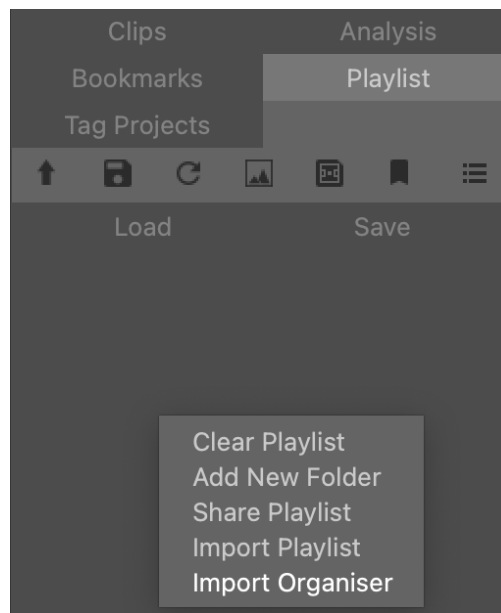 Clips Analysis
Bookmarks Playlist
Tag Projects
Load Save
Clear Playlist
Add New Folder
Share Playlist
Import Playlist
Import Organiser